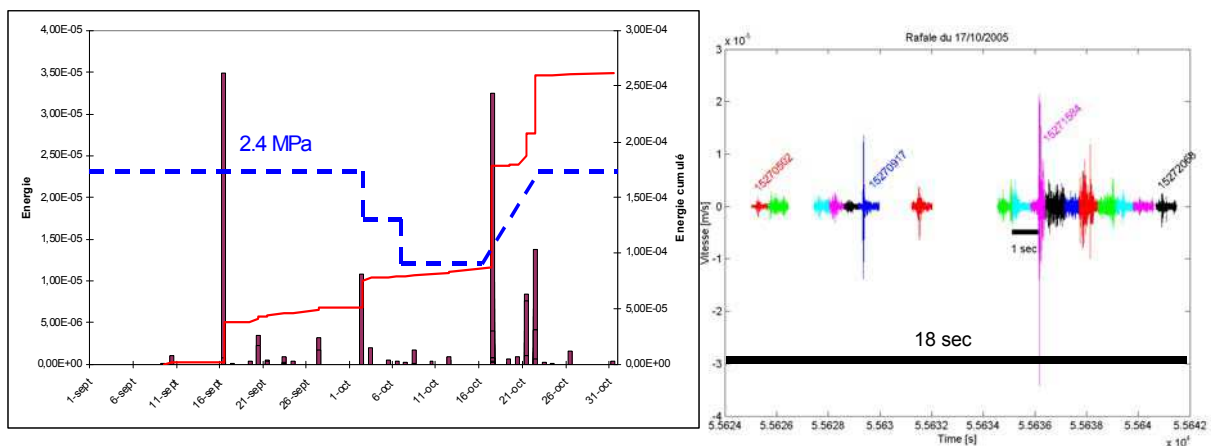 4,00E-05
3,50E-05
3,00E-05
2,50E-05
2,00E-05
1,50E-05
1,00E-05
5,00E-06
0,00E+00
Energie
2.4 MPa
3,00E-04
2,50E-04
2,00E-04
1,50E-04
1,00E-04
5,00E-05
0,00E+00
Energie cumulé
1-sept
6-sept
11-sept
16-sept
21-sept
26-sept
1-oct
6-oct
11-oct
16-oct
21-oct
26-oct
31-oct
Rafale du 17/10/2005
3
2
1
0
-1
-2
-3
-4
Vitesse [m/s]
15270502
15270917
15271584
15272068
1 sec
18 sec
5.5624
5.5626
5.5628
5.563
5.5632
5.5634
5.5636
5.5638
5.564
5.5642
Time [s]
x 10⁴